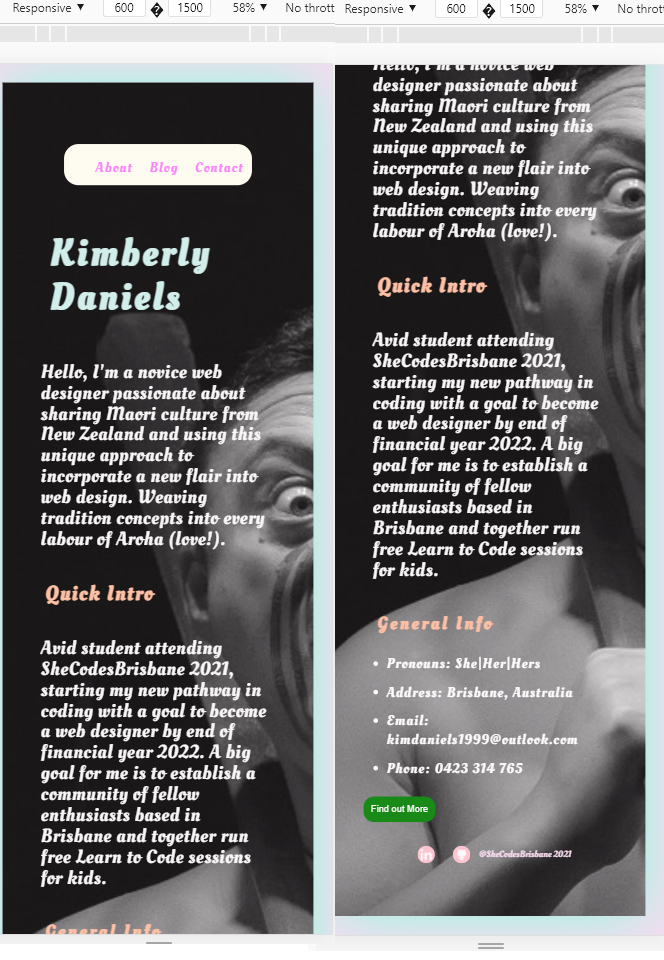 Responsive ▼ 600 � 1500 58% ▼ No thrott
About Blog Contact
Kimberly
Daniels
Hello, I'm a novice web
designer passionate about
sharing Maori culture from
New Zealand and using this
unique approach to
incorporate a new flair into
web design. Weaving
tradition concepts into every
labour of Aroha (love!).
Quick Intro
Avid student attending
SheCodesBrisbane 2021,
starting my new pathway in
coding with a goal to become
a web designer by end of
financial year 2022. A big
goal for me is to establish a
community of fellow
enthusiasts based in
Brisbane and together run
free Learn to Code sessions
for kids.
General Info
Responsive ▼ 600 � 1500 58% ▼ No thrott
Hello, I'm a novice web
designer passionate about
sharing Maori culture from
New Zealand and using this
unique approach to
incorporate a new flair into
web design. Weaving
tradition concepts into every
labour of Aroha (love!).
Quick Intro
Avid student attending
SheCodesBrisbane 2021,
starting my new pathway in
coding with a goal to become
a web designer by end of
financial year 2022. A big
goal for me is to establish a
community of fellow
enthusiasts based in
Brisbane and together run
free Learn to Code sessions
for kids.
General Info
• Pronouns: She|Her|Hers
• Address: Brisbane, Australia
• Email:
kimdaniels1999@outlook.com
• Phone: 0423 314 765
Find out More
in @SheCodesBrisbane 2021